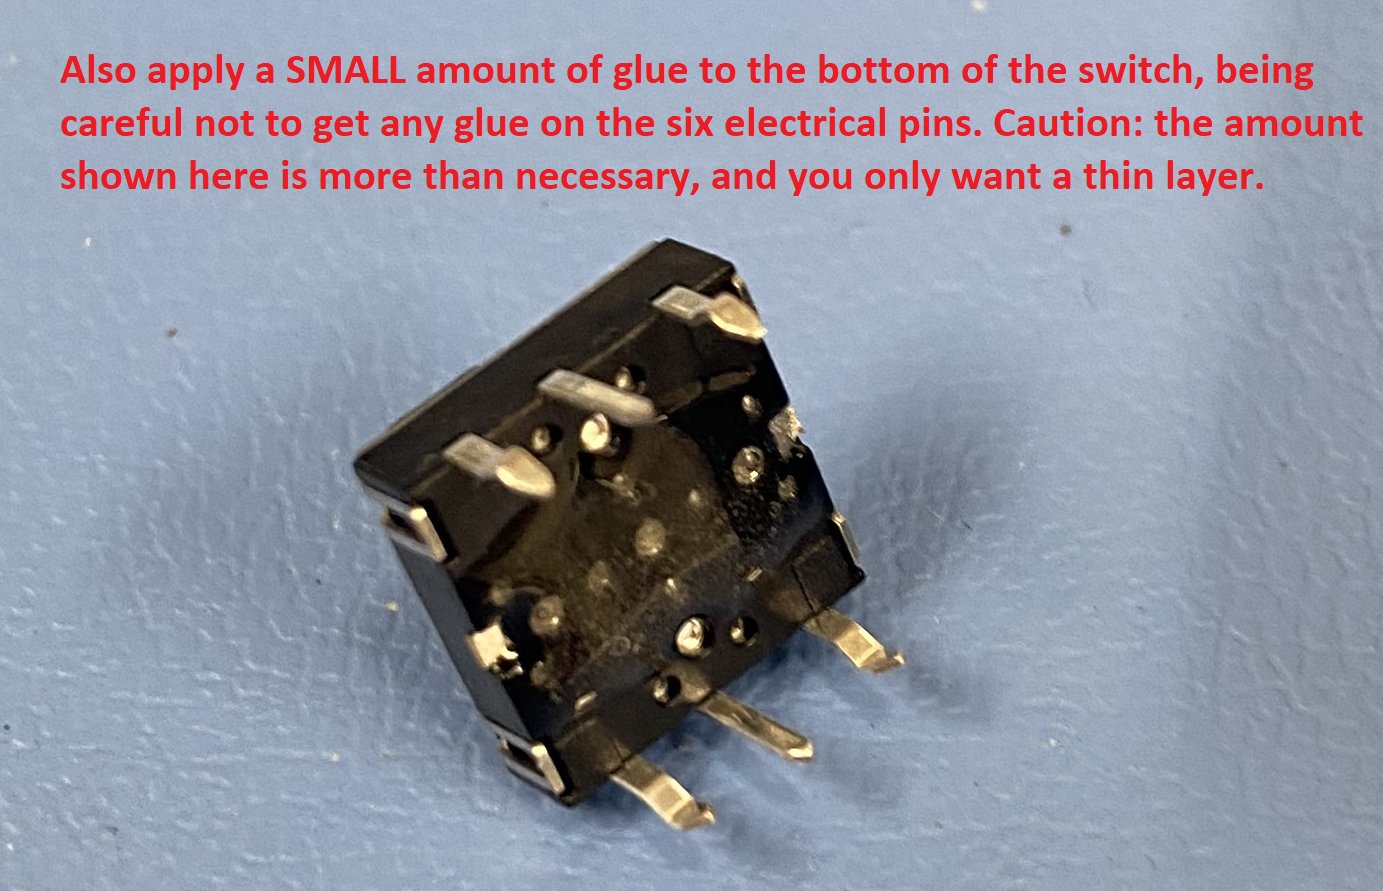 Also apply a SMALL amount of glue to the bottom of the switch, being
careful not to get any glue on the six electrical pins. Caution: the amount
shown here is more than necessary, and you only want a thin layer.